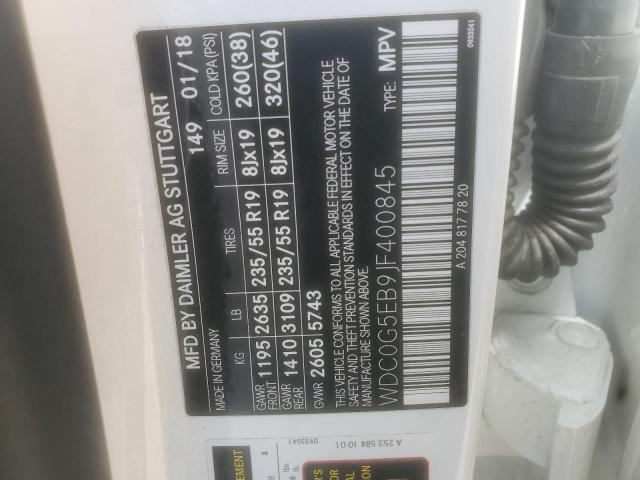 MFD BY DAIMLER AG STUTTGART
MADE IN GERMANY 149 01/18
KG LB TIRES RIM SIZE COLD KPA(PSI)
GAWR FRONT 1195 2635 235/55 R19 8Jx19 260(38)
GAWR REAR 1410 3109 235/55 R19 8Jx19 320(46)
GVWR 2605 5743
THIS VEHICLE CONFORMS TO ALL APPLICABLE FEDERAL MOTOR VEHICLE
SAFETY AND THEFT PREVENTION STANDARDS IN EFFECT ON THE DATE OF
MANUFACTURE SHOWN ABOVE.
WDC0G5EB9JF400845 TYPE: MPV
A 204 817 78 20
0933541
0933541
A 253 584 10 01